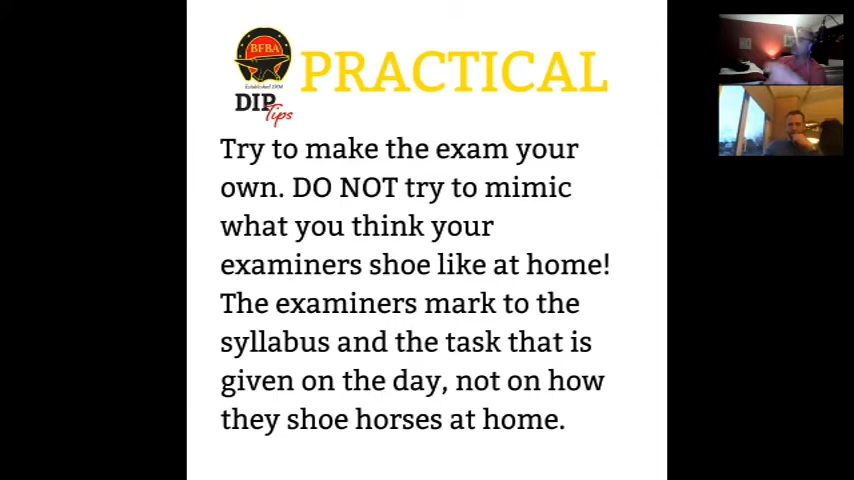 BFBA
Established 1904
DIP
Tips
PRACTICAL
Try to make the exam your
own. DO NOT try to mimic
what you think your
examiners shoe like at home!
The examiners mark to the
syllabus and the task that is
given on the day, not on how
they shoe horses at home.